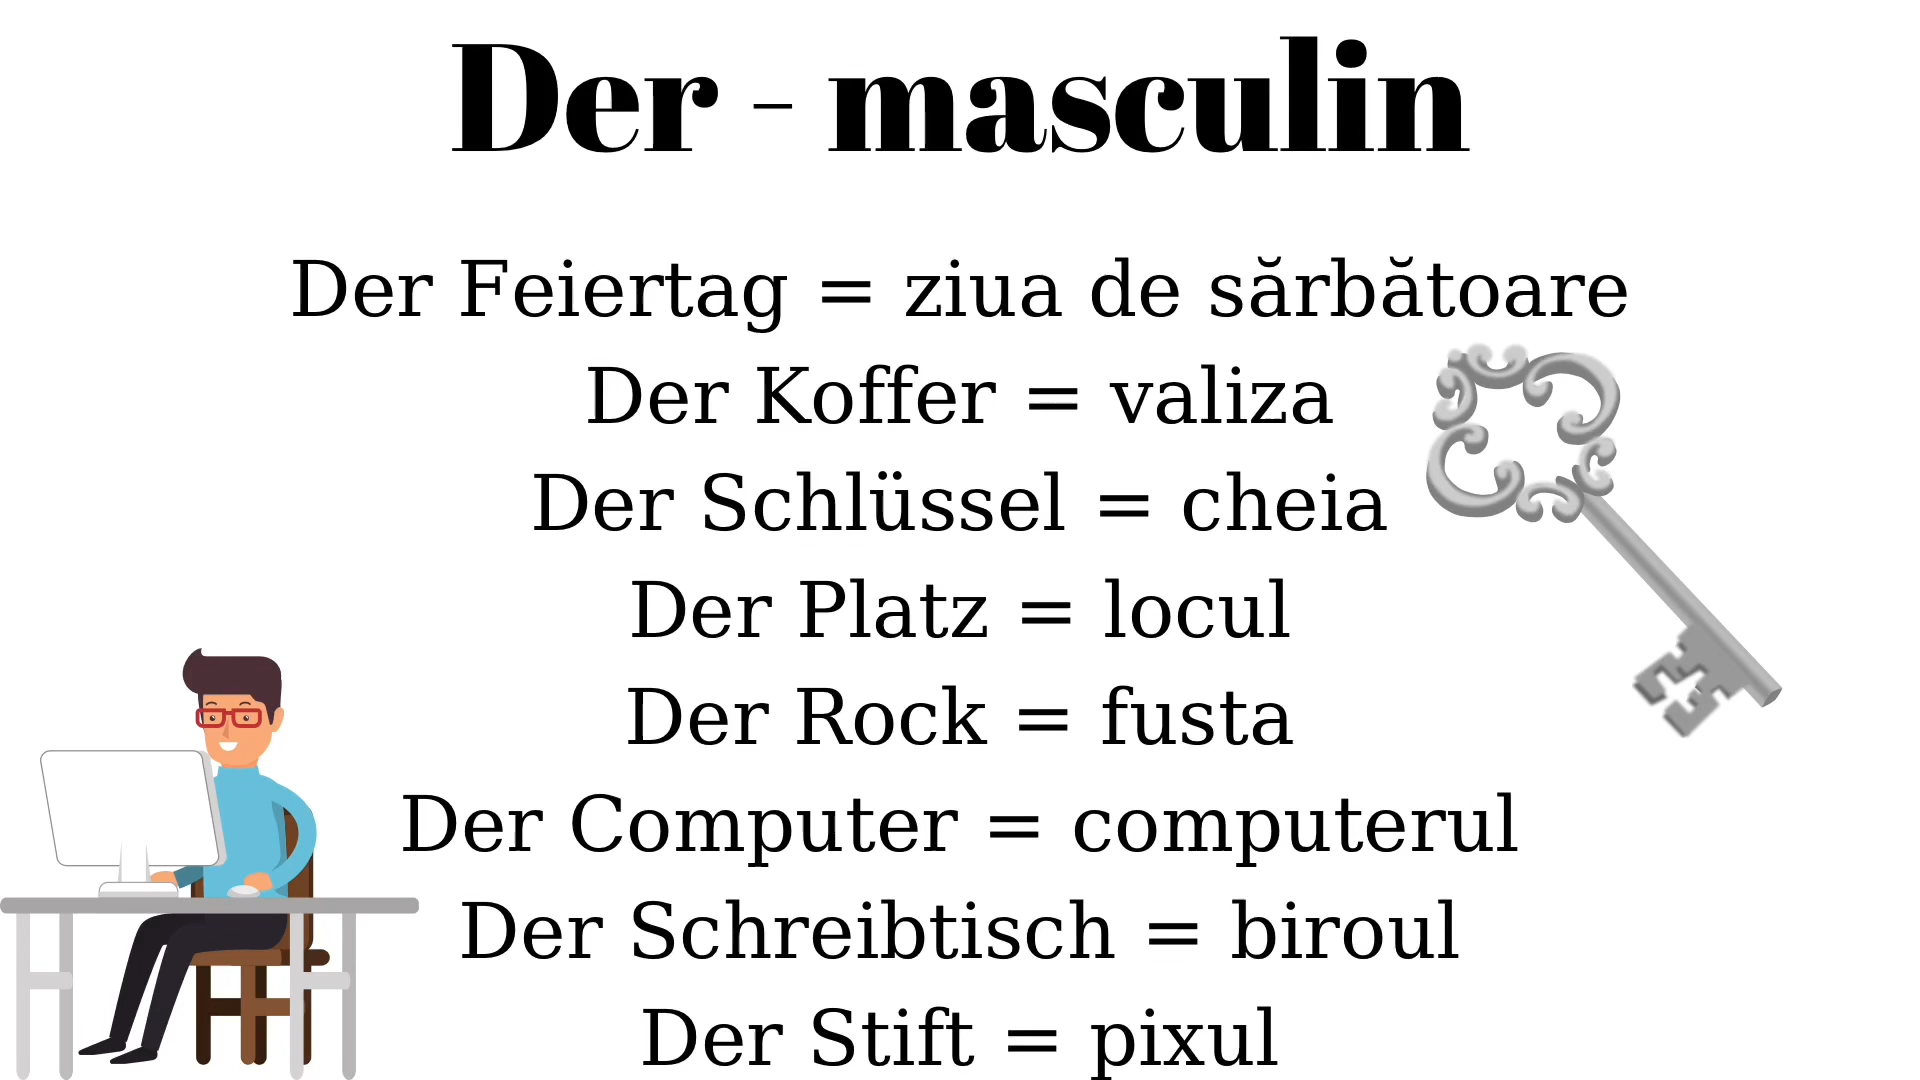 Der - masculin
Der Feiertag = ziua de sărbătoare
Der Koffer = valiza
Der Schlüssel = cheia
Der Platz = locul
Der Rock = fusta
Der Computer = computerul
Der Schreibtisch = biroul
Der Stift = pixul